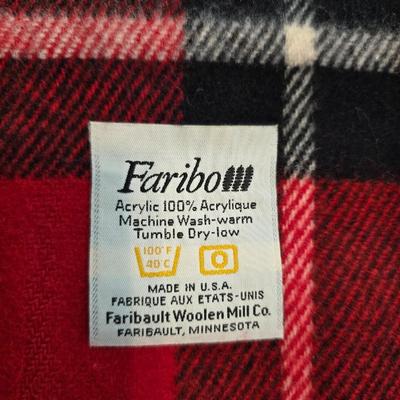 Faribo
Acrylic 100% Acrylique
Machine Wash-warm
Tumble Dry-low
100°F
40°C
MADE IN U.S.A.
FABRIQUE AUX ETATS-UNIS
Faribault Woolen Mill Co.
FARIBAULT, MINNESOTA